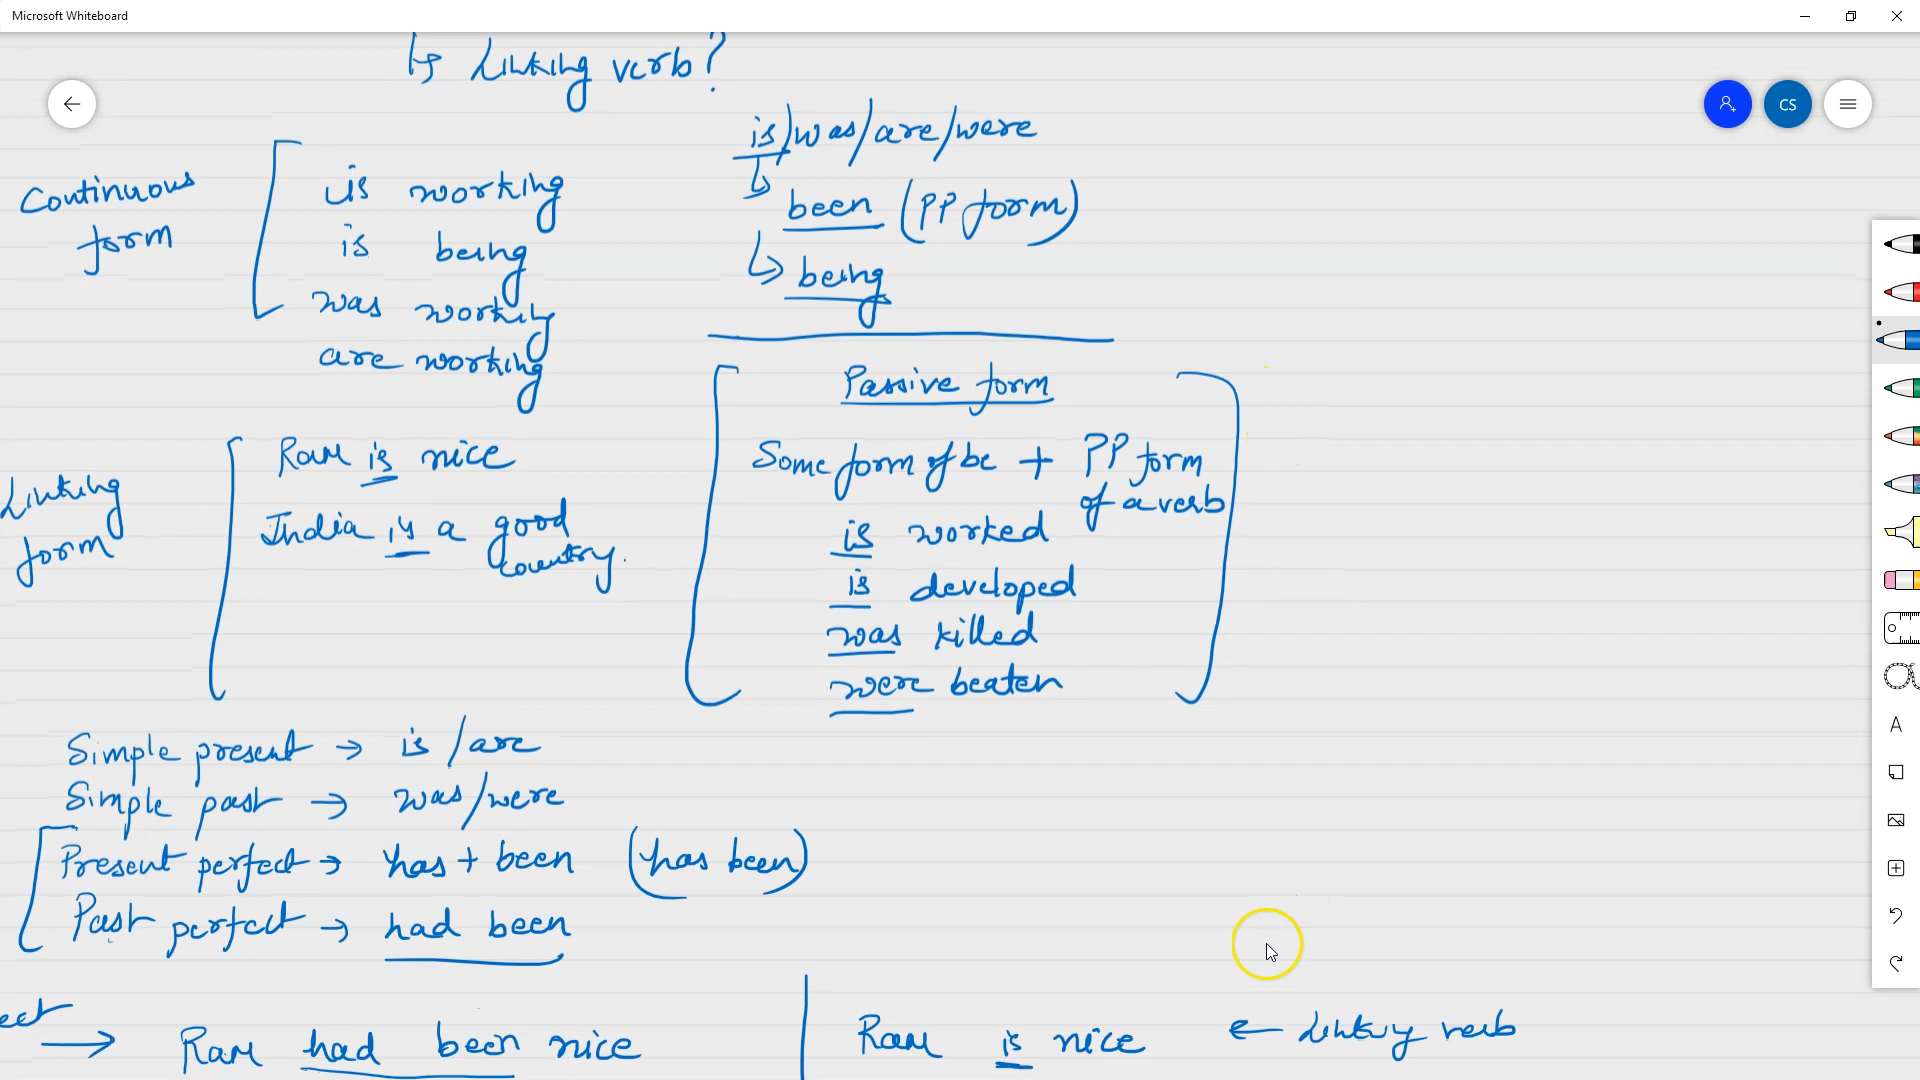 Microsoft Whiteboard
↳ Linking verb?
CS
is/was/are/were
↳ been (PP form)
↳ being
Continuous
form
is working
is being
was working
are working
Passive form
Some form of be + PP form
of a verb
is worked
is developed
was killed
were beaten
Linking
form
Ram is nice
India is a good
country.
Simple present → is/are
Simple past → was/were
Present perfect → has + been (has been)
Past perfect → had been
→ Ram had been nice
Ram is nice ← Linking verb
A